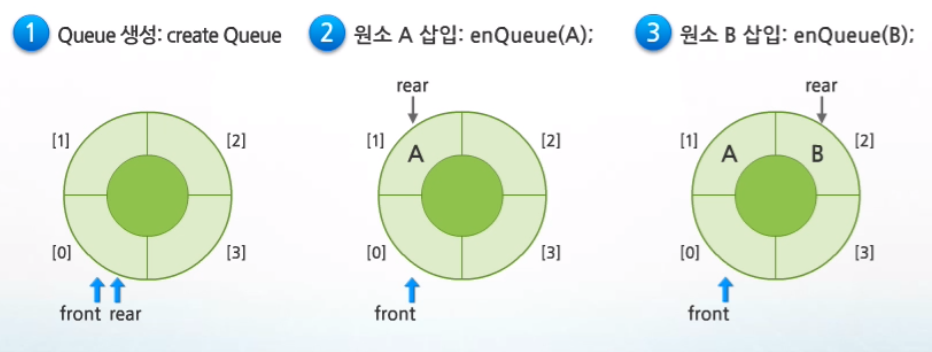 1 Queue 생성: create Queue
2 원소 A 삽입: enQueue(A);
3 원소 B 삽입: enQueue(B);
[1]
[2]
[0]
[3]
front rear
rear
[1]
A
[2]
[0]
[3]
front
rear
[1]
A
B
[2]
[0]
[3]
front